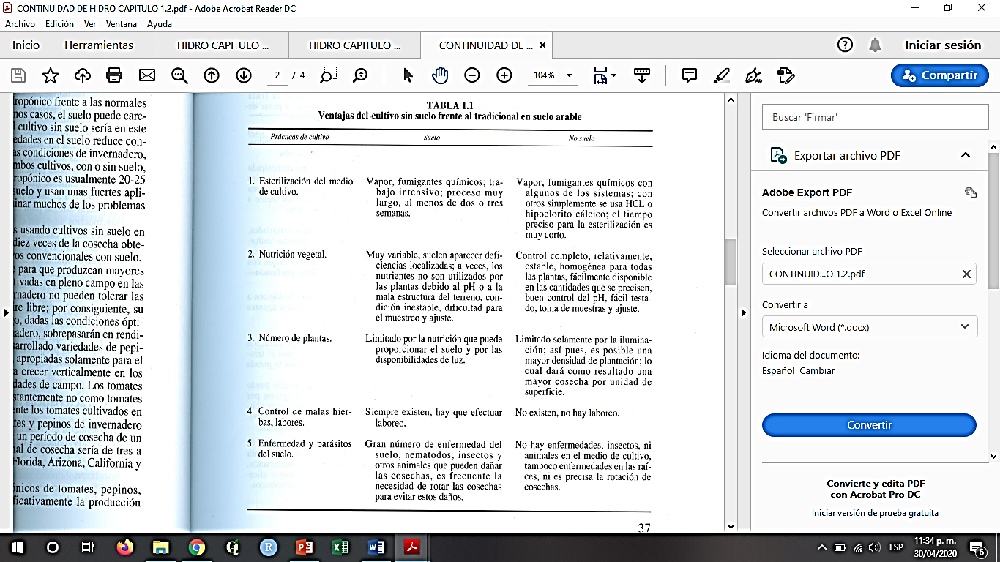 CONTINUIDAD DE HIDRO CAPITULO 1.2.pdf - Adobe Acrobat Reader DC
Archivo Edición Ver Ventana Ayuda
Inicio Herramientas HIDRO CAPITULO ... HIDRO CAPITULO ... CONTINUIDAD DE ... Iniciar sesión
2 / 4 104% Compartir
ropónico frente a las normales
nos casos, el suelo puede care-
l cultivo sin suelo sería en este
edades en el suelo reduce con-
as condiciones de invernadero,
mbos cultivos, con o sin suelo,
ropónico es usualmente 20-25
suelo y usan unas fuertes apli-
inar muchos de los problemas
s usando cultivos sin suelo en
diez veces de la cosecha obte-
os convencionales con suelo.
para que produzcan mayores
tivadas en pleno campo en las
rnadero no pueden tolerar las
re libre; por consiguiente, su
o, dadas las condiciones ópti-
adero, sobrepasarán en rendi-
sarrollado variedades de pepi-
apropiadas solamente para el
a crecer verticalmente en los
dades de campo. Los tomates
stantemente no como tomates
ente los tomates cultivados en
tes y pepinos de invernadero
un período de cosecha de un
al de cosecha sería de tres a
Florida, Arizona, California y
ónicos de tomates, pepinos,
ficativamente la producción
TABLA 1.1
Ventajas del cultivo sin suelo frente al tradicional en suelo arable
Prácticas de cultivo Suelo No suelo
1. Esterilización del medio
de cultivo.
Vapor, fumigantes químicos; tra-
bajo intensivo; proceso muy
largo, al menos de dos o tres
semanas.
Vapor, fumigantes químicos con
algunos de los sistemas; con
otros simplemente se usa HCL o
hipoclorito cálcico; el tiempo
preciso para la esterilización es
muy corto.
2. Nutrición vegetal.
Muy variable, suelen aparecer defi-
ciencias localizadas; a veces, los
nutrientes no son utilizados por
las plantas debido al pH o a la
mala estructura del terreno, con-
dición inestable, dificultad para
el muestreo y ajuste.
Control completo, relativamente,
estable, homogénea para todas
las plantas, fácilmente disponible
en las cantidades que se precisen,
buen control del pH, fácil testa-
do, toma de muestras y ajuste.
3. Número de plantas.
Limitado por la nutrición que puede
proporcionar el suelo y por las
disponibilidades de luz.
Limitado solamente por la ilumina-
ción; así pues, es posible una
mayor densidad de plantación; lo
cual dará como resultado una
mayor cosecha por unidad de
superficie.
4. Control de malas hier-
bas, labores.
Siempre existen, hay que efectuar
laboreo.
No existen, no hay laboreo.
5. Enfermedad y parásitos
del suelo.
Gran número de enfermedad del
suelo, nematodos, insectos y
otros animales que pueden dañar
las cosechas, es frecuente la
necesidad de rotar las cosechas
para evitar estos daños.
No hay enfermedades, insectos, ni
animales en el medio de cultivo,
tampoco enfermedades en las raí-
ces, ni es precisa la rotación de
cosechas.
37
Buscar 'Firmar'
Exportar archivo PDF
Adobe Export PDF
Convertir archivos PDF a Word o Excel Online
Seleccionar archivo PDF
CONTINUID...O 1.2.pdf
Convertir a
Microsoft Word (*.docx)
Idioma del documento:
Español Cambiar
Convertir
Convierte y edita PDF
con Acrobat Pro DC
Iniciar versión de prueba gratuita
ESP
11:34 p. m.
30/04/2020
6